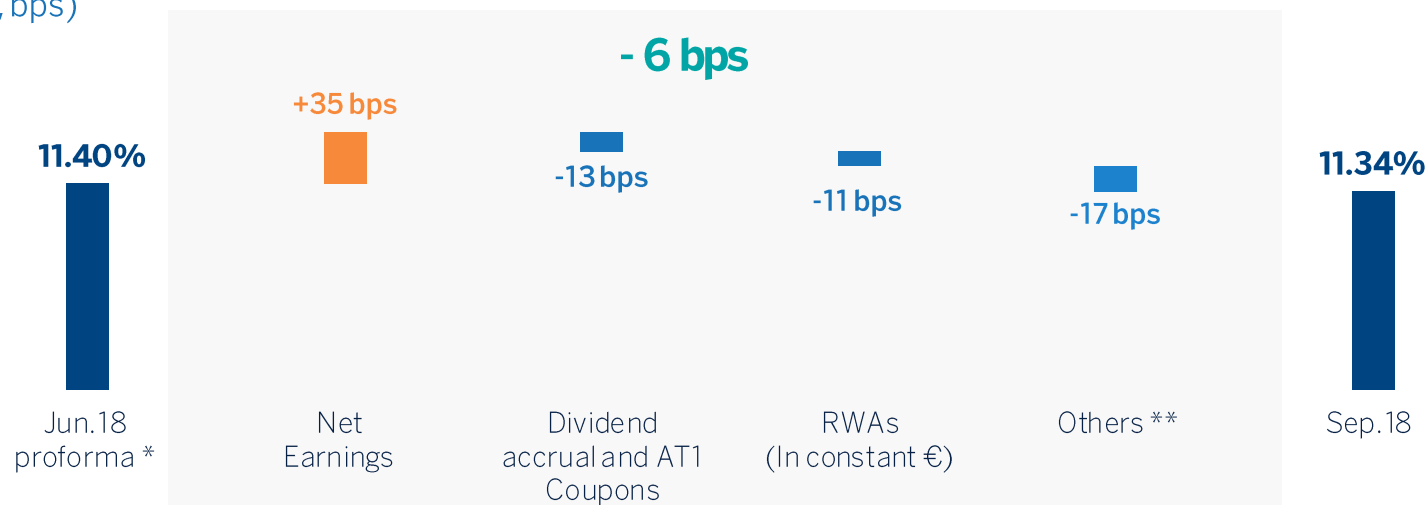 , bps)
- 6 bps
+35 bps
11.40%
-13 bps
-11 bps
-17 bps
11.34%
Jun.18
proforma *
Net
Earnings
Dividend
accrual and AT1
Coupons
RWAs
(In constant €)
Others **
Sep.18